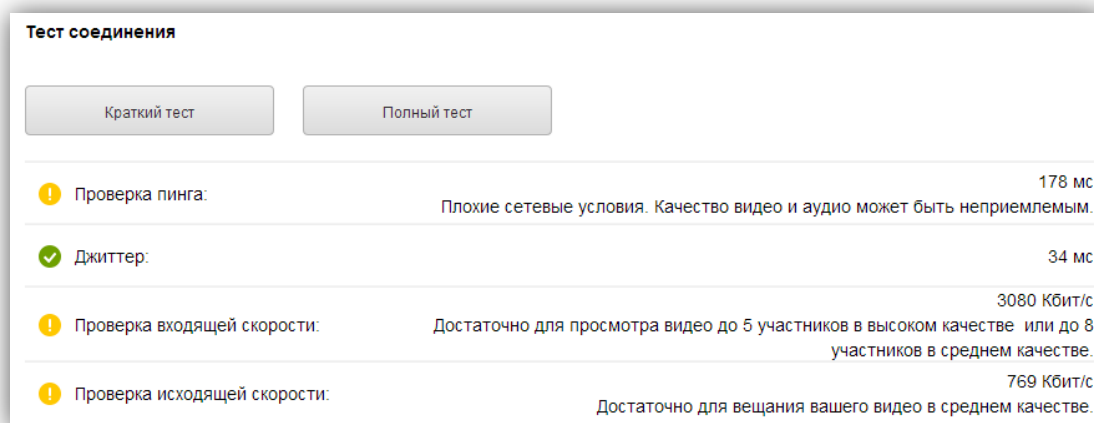 Тест соединения
Краткий тест
Полный тест
Проверка пинга:
178 мс
Плохие сетевые условия. Качество видео и аудио может быть неприемлемым.
Джиттер:
34 мс
Проверка входящей скорости:
3080 Кбит/с
Достаточно для просмотра видео до 5 участников в высоком качестве или до 8
участников в среднем качестве.
Проверка исходящей скорости:
769 Кбит/с
Достаточно для вещания вашего видео в среднем качестве.